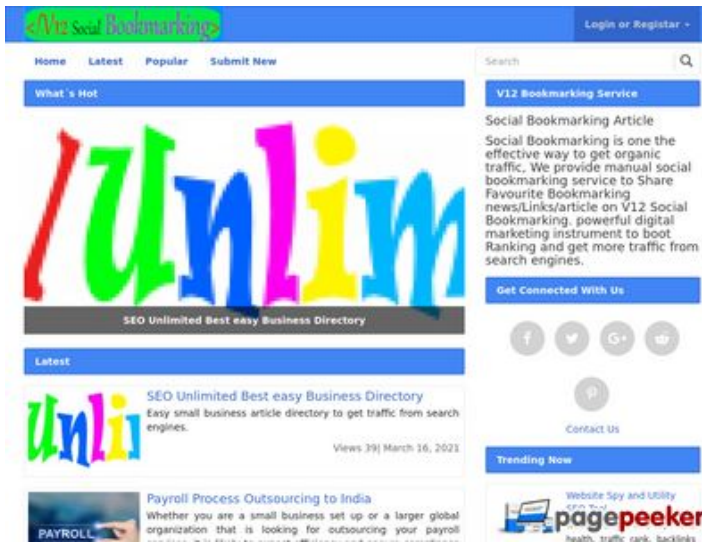 </V12 Social Bookmarking>
Login or Registar
Home Latest Popular Submit New
Search
What`s Hot
/Unlim
SEO Unlimited Best easy Business Directory
Latest
Unli
SEO Unlimited Best easy Business Directory
Easy small business article directory to get traffic from search
engines.
Views 39| March 16, 2021
PAYROLL
Payroll Process Outsourcing to India
Whether you are a small business set up or a larger global
organization that is looking for outsourcing your payroll
V12 Bookmarking Service
Social Bookmarking Article
Social Bookmarking is one the
effective way to get organic
traffic, We provide manual social
bookmarking service to Share
Favourite Bookmarking
news/Links/article on V12 Social
Bookmarking. powerful digital
marketing instrument to boot
Ranking and get more traffic from
search engines.
Get Connected With Us
G+
Contact Us
Trending Now
Website Spy and Utility
SEO Tool
pagepeeker
health, traffic rank, backlinks